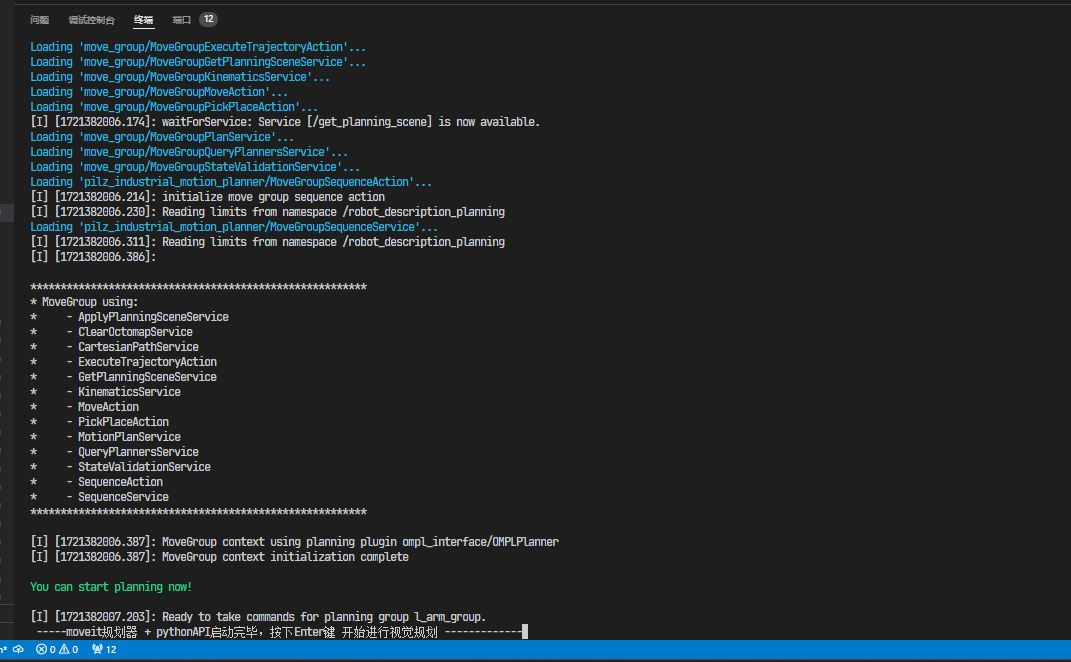 问题 调试控制台 终端 端口 12
Loading 'move_group/MoveGroupExecuteTrajectoryAction'...
Loading 'move_group/MoveGroupGetPlanningSceneService'...
Loading 'move_group/MoveGroupKinematicsService'...
Loading 'move_group/MoveGroupMoveAction'...
Loading 'move_group/MoveGroupPickPlaceAction'...
[I] [1721382006.174]: waitForService: Service [/get_planning_scene] is now available.
Loading 'move_group/MoveGroupPlanService'...
Loading 'move_group/MoveGroupQueryPlannersService'...
Loading 'move_group/MoveGroupStateValidationService'...
Loading 'pilz_industrial_motion_planner/MoveGroupSequenceAction'...
[I] [1721382006.214]: initialize move group sequence action
[I] [1721382006.230]: Reading limits from namespace /robot_description_planning
Loading 'pilz_industrial_motion_planner/MoveGroupSequenceService'...
[I] [1721382006.311]: Reading limits from namespace /robot_description_planning
[I] [1721382006.386]:
********************************************************
* MoveGroup using:
*     - ApplyPlanningSceneService
*     - ClearOctomapService
*     - CartesianPathService
*     - ExecuteTrajectoryAction
*     - GetPlanningSceneService
*     - KinematicsService
*     - MoveAction
*     - PickPlaceAction
*     - MotionPlanService
*     - QueryPlannersService
*     - StateValidationService
*     - SequenceAction
*     - SequenceService
********************************************************
[I] [1721382006.387]: MoveGroup context using planning plugin ompl_interface/OMPLPlanner
[I] [1721382006.387]: MoveGroup context initialization complete
You can start planning now!
[I] [1721382007.203]: Ready to take commands for planning group l_arm_group.
-----moveit规划器 + pythonAPI启动完毕，按下Enter键 开始进行视觉规划 -------------
0 0 12